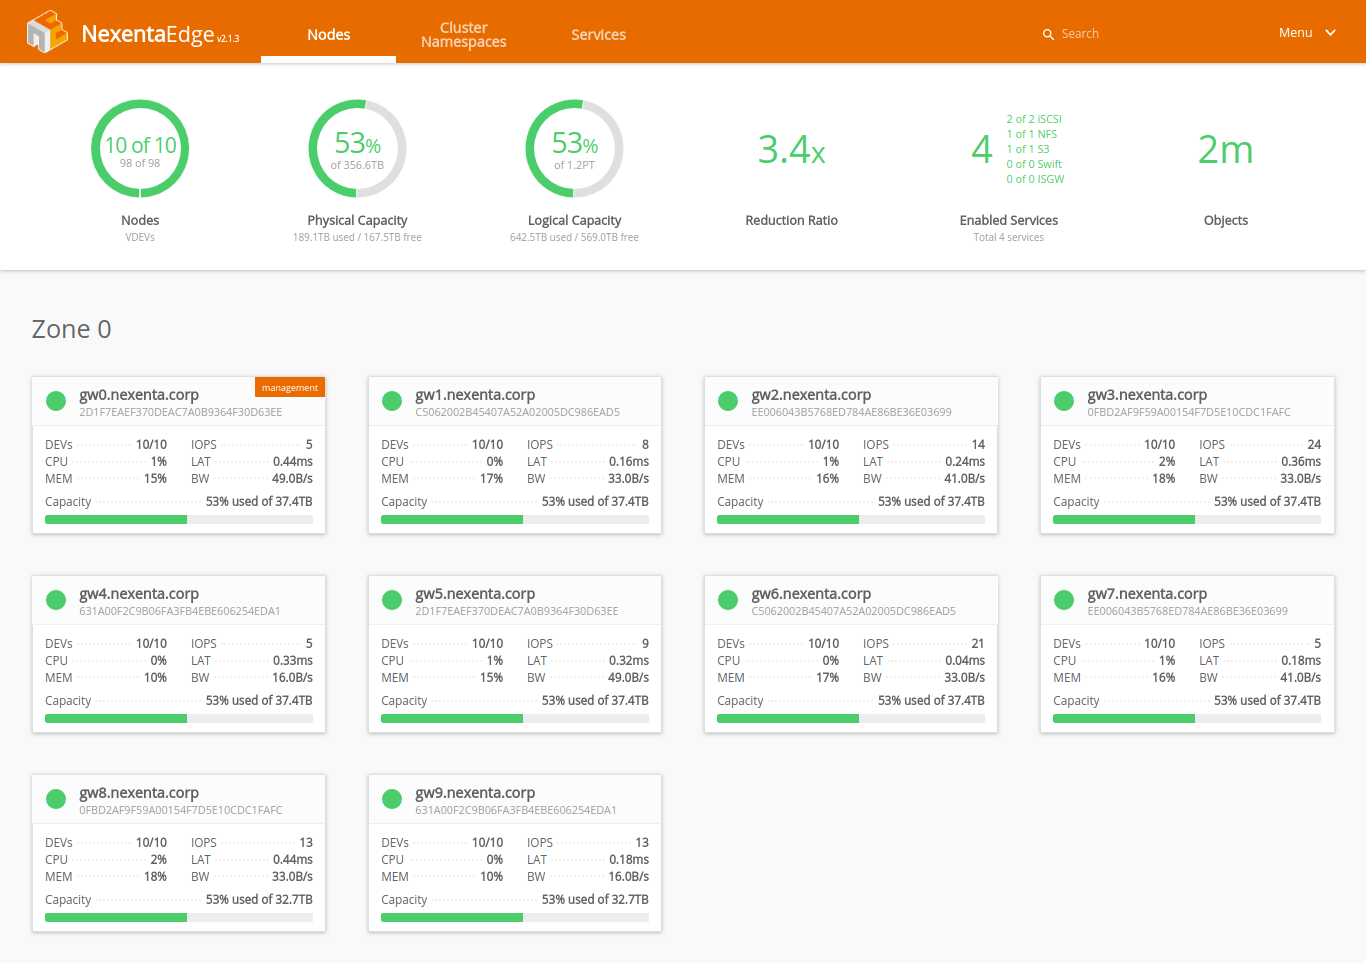 NexentaEdge v2.1.3
Nodes
Cluster
Namespaces
Services
Search
Menu
10 of 10
98 of 98
Nodes
VDEVs
53%
of 356.6TB
Physical Capacity
189.1TB used / 167.5TB free
53%
of 1.2PT
Logical Capacity
642.5TB used / 569.0TB free
3.4x
Reduction Ratio
4
2 of 2 iSCSI
1 of 1 NFS
1 of 1 S3
0 of 0 Swift
0 of 0 ISGW
Enabled Services
Total 4 services
2m
Objects
Zone 0
gw0.nexenta.corp
management
2D1F7EAEF370DEAC7A0B9364F30D63EE
DEVs 10/10 IOPS 5
CPU 1% LAT 0.44ms
MEM 15% BW 49.0B/s
Capacity 53% used of 37.4TB
gw1.nexenta.corp
C5062002B45407A52A02005DC986EAD5
DEVs 10/10 IOPS 8
CPU 0% LAT 0.16ms
MEM 17% BW 33.0B/s
Capacity 53% used of 37.4TB
gw2.nexenta.corp
EE006043B5768ED784AE86BE36E03699
DEVs 10/10 IOPS 14
CPU 1% LAT 0.24ms
MEM 16% BW 41.0B/s
Capacity 53% used of 37.4TB
gw3.nexenta.corp
0FBD2AF9F59A00154F7D5E10CDC1FAFC
DEVs 10/10 IOPS 24
CPU 2% LAT 0.36ms
MEM 18% BW 33.0B/s
Capacity 53% used of 37.4TB
gw4.nexenta.corp
631A00F2C9B06FA3FB4EBE606254EDA1
DEVs 10/10 IOPS 5
CPU 0% LAT 0.33ms
MEM 10% BW 16.0B/s
Capacity 53% used of 37.4TB
gw5.nexenta.corp
2D1F7EAEF370DEAC7A0B9364F30D63EE
DEVs 10/10 IOPS 9
CPU 1% LAT 0.32ms
MEM 15% BW 49.0B/s
Capacity 53% used of 37.4TB
gw6.nexenta.corp
C5062002B45407A52A02005DC986EAD5
DEVs 10/10 IOPS 21
CPU 0% LAT 0.04ms
MEM 17% BW 33.0B/s
Capacity 53% used of 37.4TB
gw7.nexenta.corp
EE006043B5768ED784AE86BE36E03699
DEVs 10/10 IOPS 5
CPU 1% LAT 0.18ms
MEM 16% BW 41.0B/s
Capacity 53% used of 37.4TB
gw8.nexenta.corp
0FBD2AF9F59A00154F7D5E10CDC1FAFC
DEVs 10/10 IOPS 13
CPU 2% LAT 0.44ms
MEM 18% BW 33.0B/s
Capacity 53% used of 32.7TB
gw9.nexenta.corp
631A00F2C9B06FA3FB4EBE606254EDA1
DEVs 10/10 IOPS 13
CPU 0% LAT 0.18ms
MEM 10% BW 16.0B/s
Capacity 53% used of 32.7TB